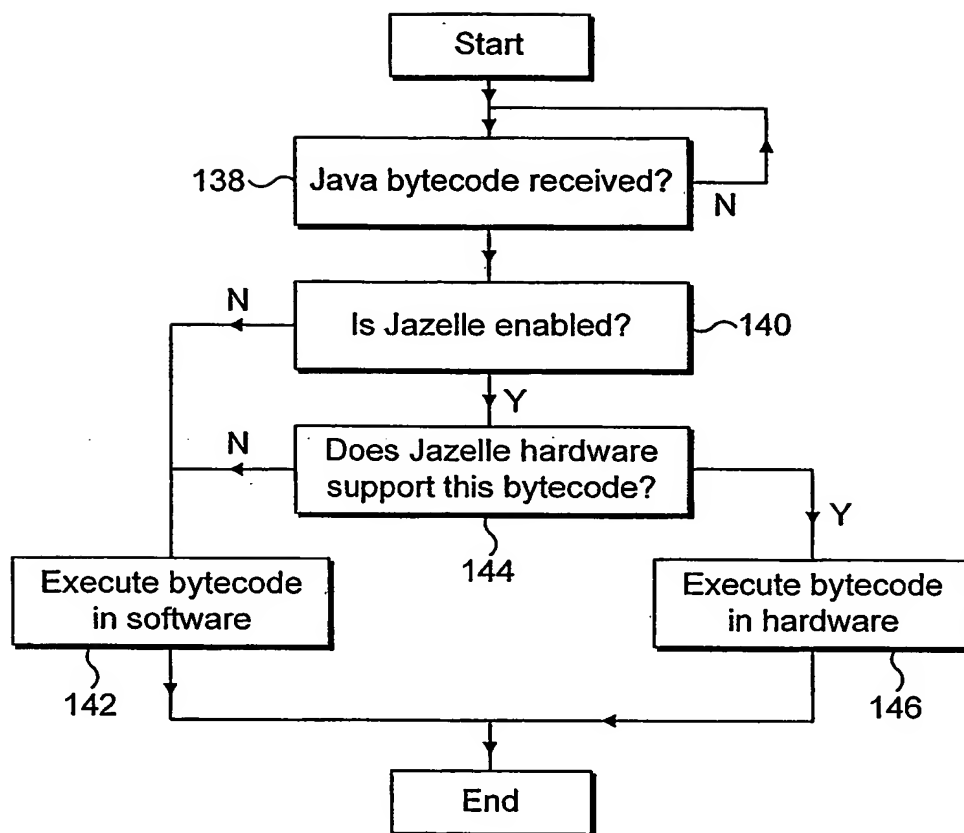 Start
138
Java bytecode received?
N
N
Is Jazelle enabled?
140
Y
N
Does Jazelle hardware
support this bytecode?
Y
144
Execute bytecode
in software
Execute bytecode
in hardware
142
146
End